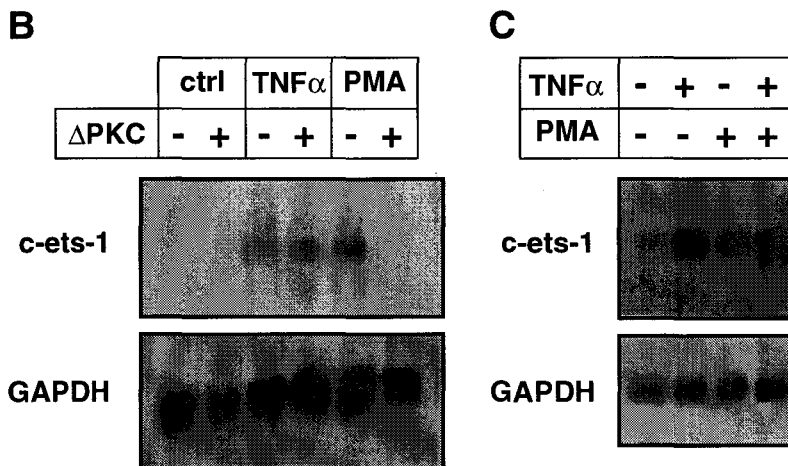 B
ctrl TNFα PMA
ΔPKC - + - + - +
c-ets-1
GAPDH
C
TNFα - + - +
PMA - - + +
c-ets-1
GAPDH